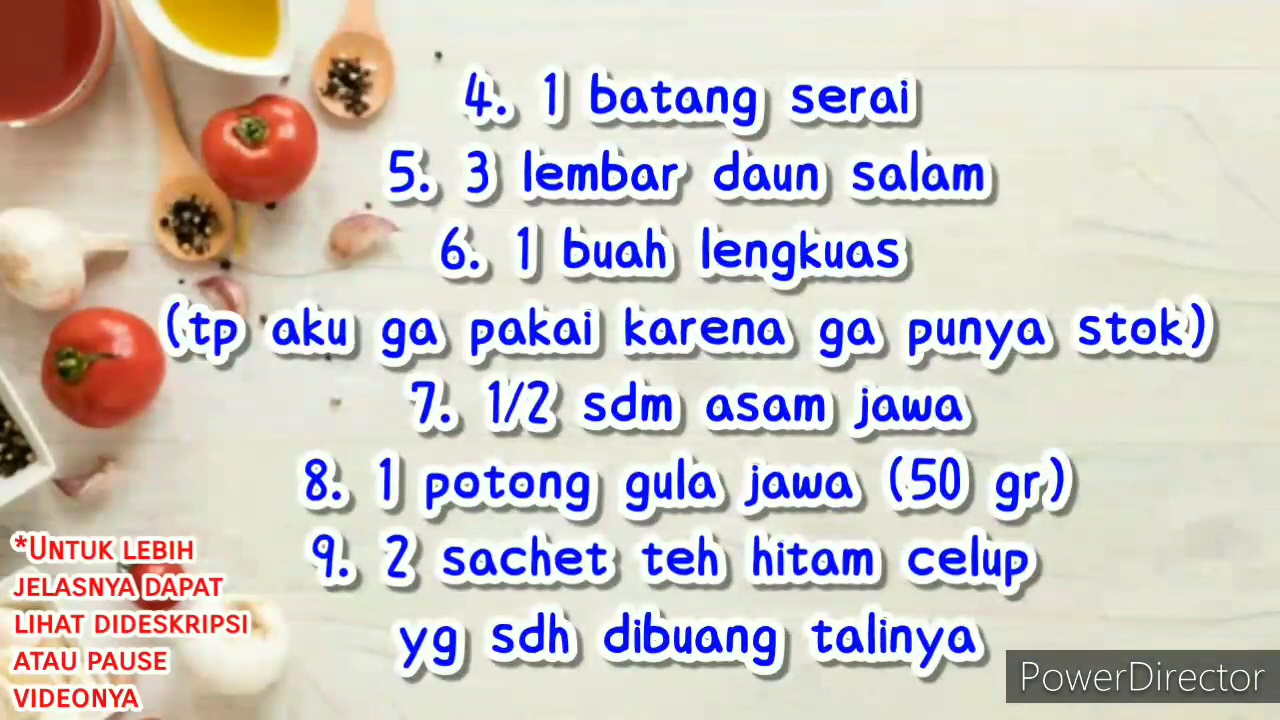 4. 1 batang serai
5. 3 lembar daun salam
6. 1 buah lengkuas
(tp aku ga pakai karena ga punya stok)
7. 1/2 sdm asam jawa
8. 1 potong gula jawa (50 gr)
9. 2 sachet teh hitam celup
yg sdh dibuang talinya
*UNTUK LEBIH
JELASNYA DAPAT
LIHAT DIDESKRIPSI
ATAU PAUSE
VIDEONYA
PowerDirector